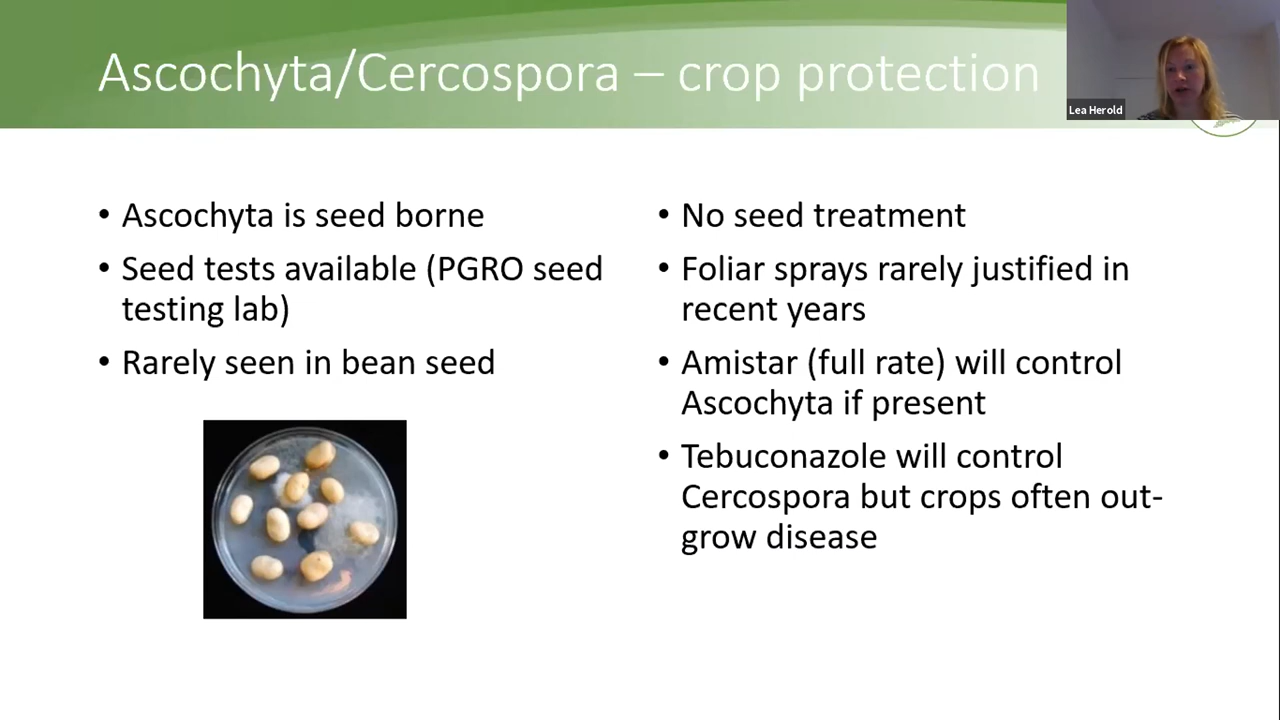 Ascochyta/Cercospora – crop protection
Lea Herold
• Ascochyta is seed borne
• Seed tests available (PGRO seed
testing lab)
• Rarely seen in bean seed
• No seed treatment
• Foliar sprays rarely justified in
recent years
• Amistar (full rate) will control
Ascochyta if present
• Tebuconazole will control
Cercospora but crops often out-
grow disease